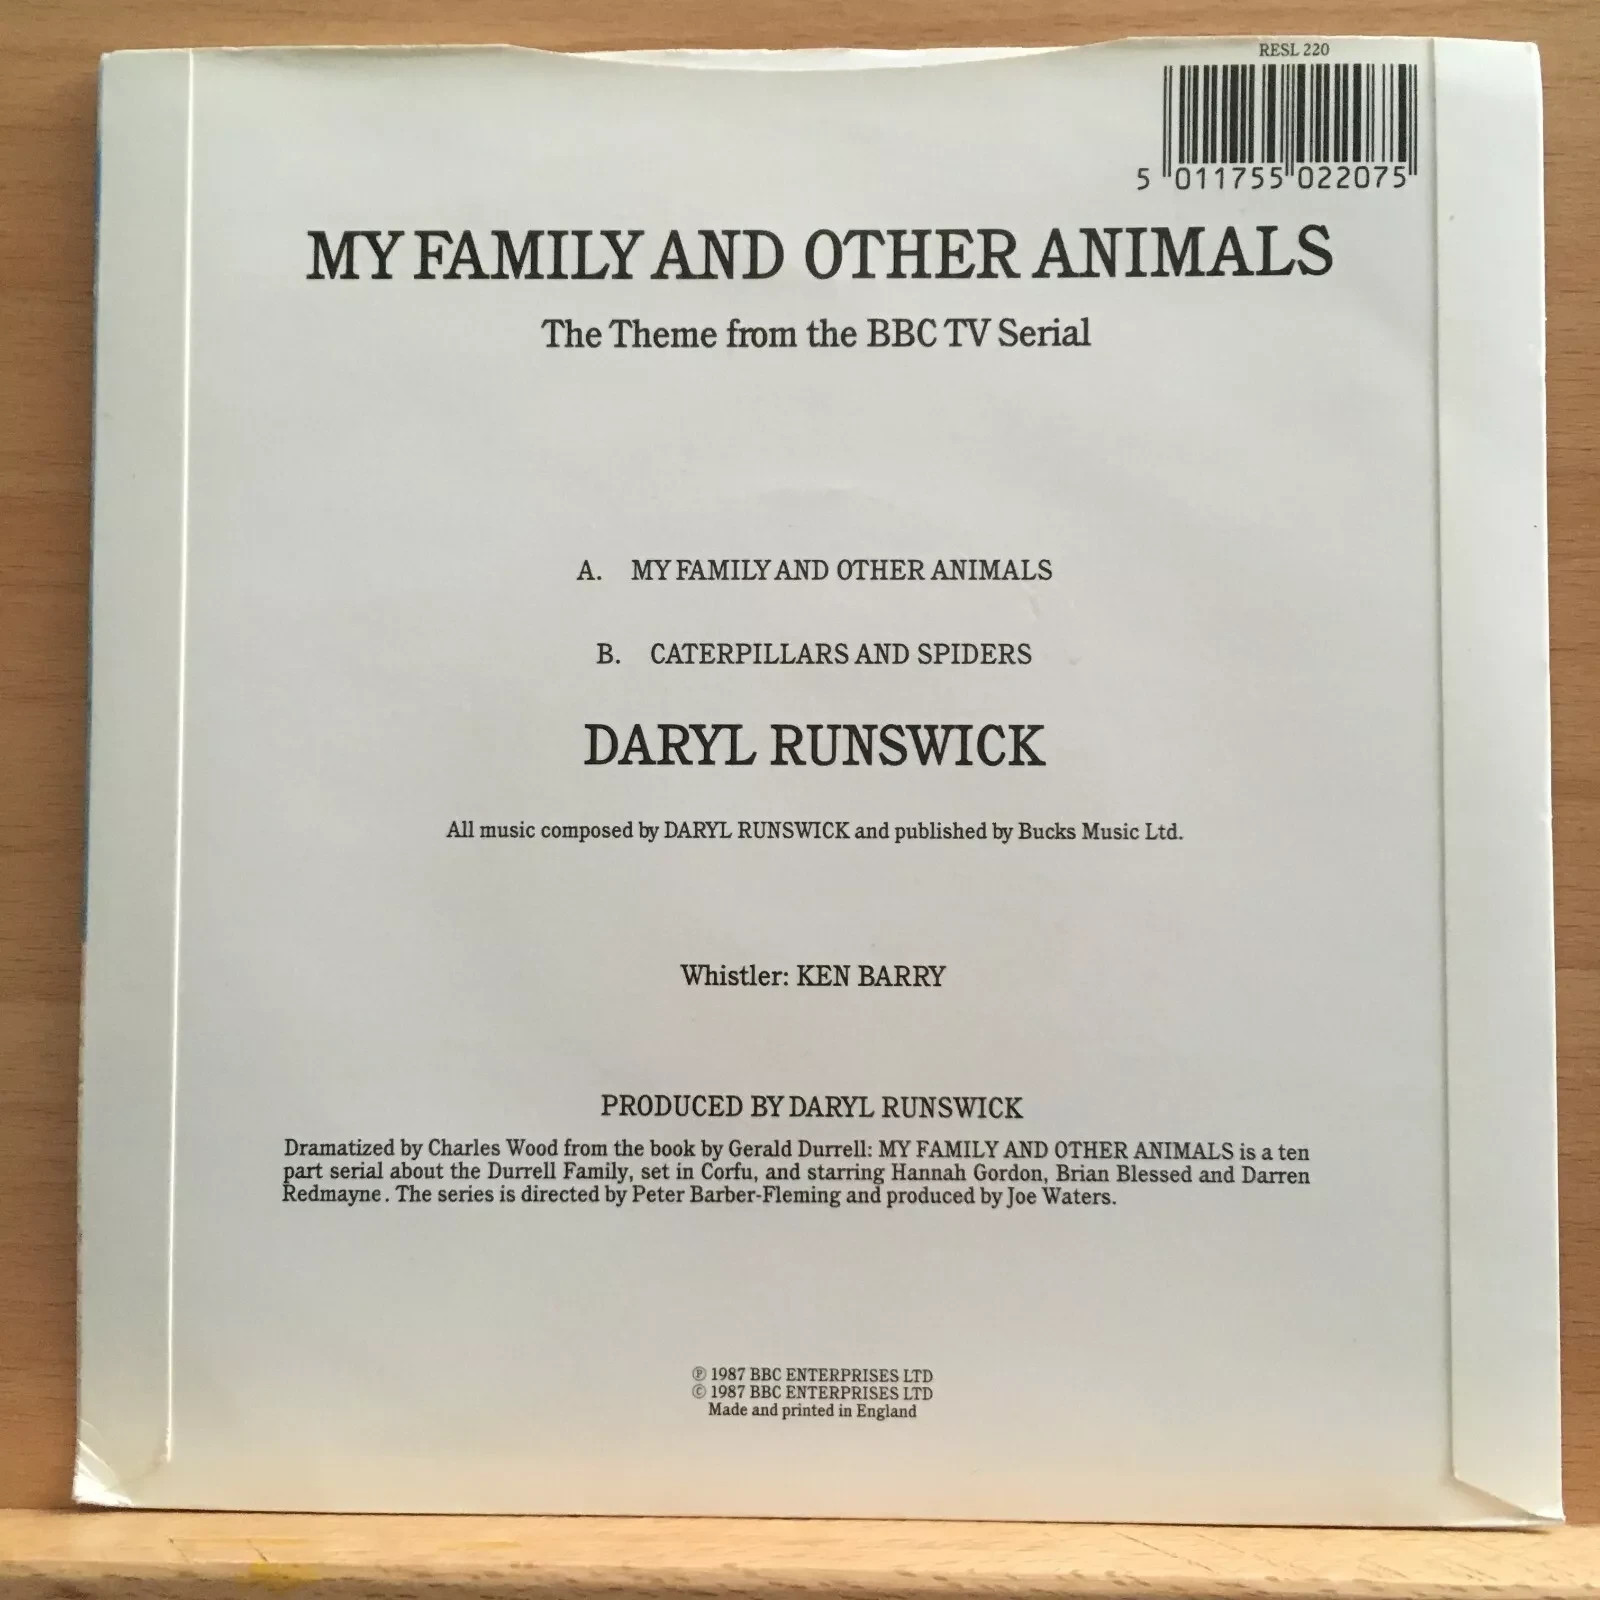 RESL 220
5 011755 022075
MY FAMILY AND OTHER ANIMALS
The Theme from the BBC TV Serial
A. MY FAMILY AND OTHER ANIMALS
B. CATERPILLARS AND SPIDERS
DARYL RUNSWICK
All music composed by DARYL RUNSWICK and published by Bucks Music Ltd.
Whistler: KEN BARRY
PRODUCED BY DARYL RUNSWICK
Dramatized by Charles Wood from the book by Gerald Durrell: MY FAMILY AND OTHER ANIMALS is a ten
part serial about the Durrell Family, set in Corfu, and starring Hannah Gordon, Brian Blessed and Darren
Redmayne. The series is directed by Peter Barber-Fleming and produced by Joe Waters.
℗ 1987 BBC ENTERPRISES LTD
© 1987 BBC ENTERPRISES LTD
Made and printed in England